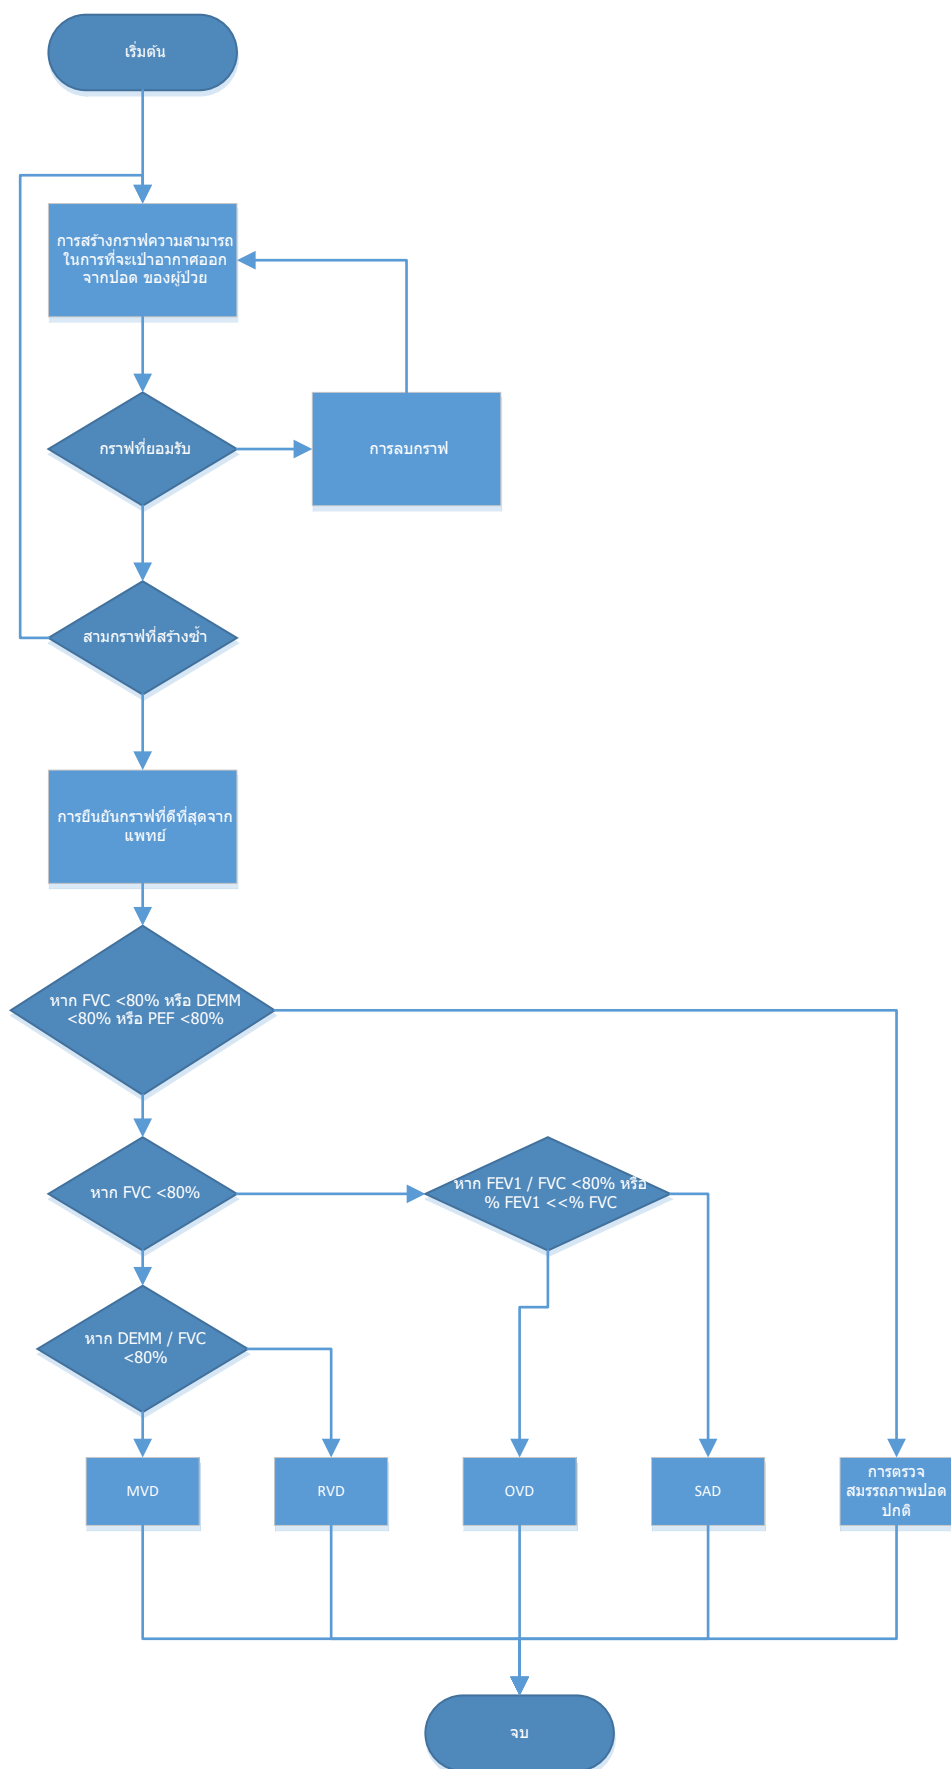 เริ่มต้น
การสร้างกราฟความสามารถ
ในการที่จะเป่าอากาศออก
จากปอด ของผู้ป่วย
กราฟที่ยอมรับ
การลบกราฟ
สามกราฟที่สร้างซ้ำ
การยืนยันกราฟที่ดีที่สุดจาก
แพทย์
หาก FVC <80% หรือ DEMM
<80% หรือ PEF <80%
หาก FVC <80%
หาก FEV1 / FVC <80% หรือ
% FEV1 <<% FVC
หาก DEMM / FVC
<80%
MVD
RVD
OVD
SAD
การตรวจ
สมรรถภาพปอด
ปกติ
จบ